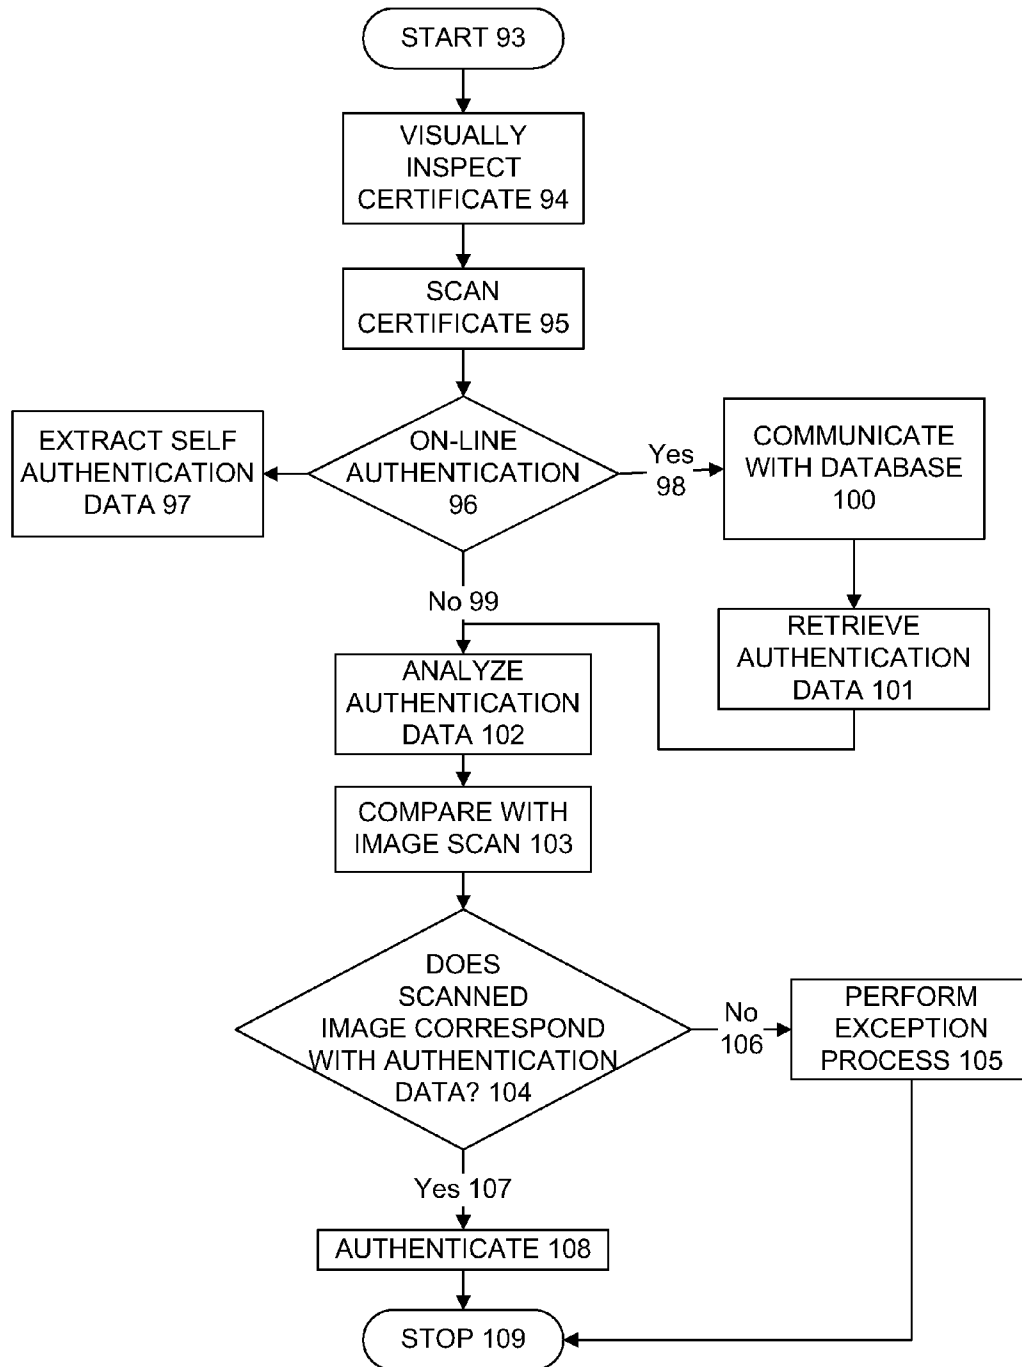 START 93
VISUALLY
INSPECT
CERTIFICATE 94
SCAN
CERTIFICATE 95
ON-LINE
AUTHENTICATION
96
EXTRACT SELF
AUTHENTICATION
DATA 97
Yes
98
COMMUNICATE
WITH DATABASE
100
No 99
RETRIEVE
AUTHENTICATION
DATA 101
ANALYZE
AUTHENTICATION
DATA 102
COMPARE WITH
IMAGE SCAN 103
DOES
SCANNED
IMAGE CORRESPOND
WITH AUTHENTICATION
DATA? 104
No
106
PERFORM
EXCEPTION
PROCESS 105
Yes 107
AUTHENTICATE 108
STOP 109